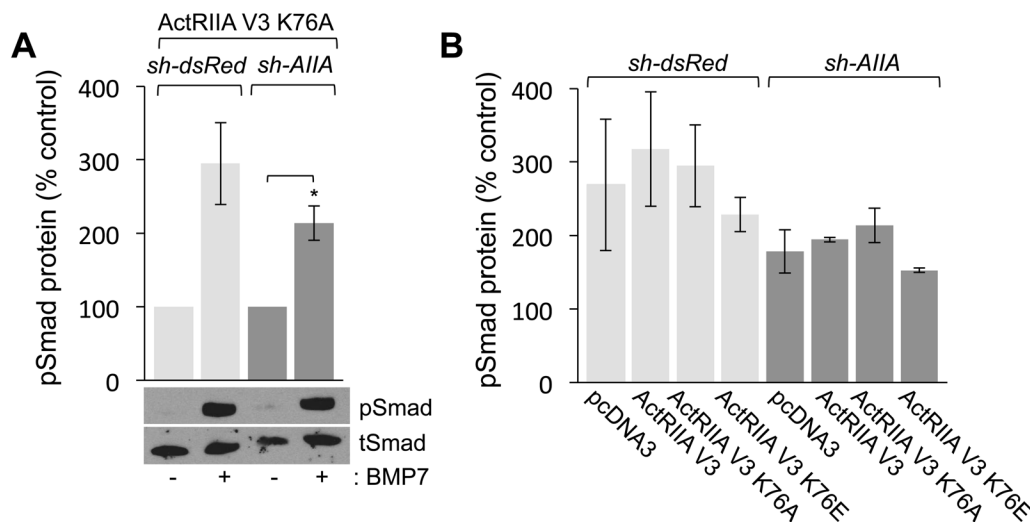 A
ActRIIA V3 K76A
sh-dsRed sh-AIIA
pSmad protein (% control)
400
300
200
100
0
*
pSmad
tSmad
- + - + : BMP7
B
sh-dsRed sh-AIIA
pSmad protein (% control)
400
300
200
100
0
pcDNA3
ActRIIA V3
ActRIIA V3 K76A
ActRIIA V3 K76E
pcDNA3
ActRIIA V3
ActRIIA V3 K76A
ActRIIA V3 K76E